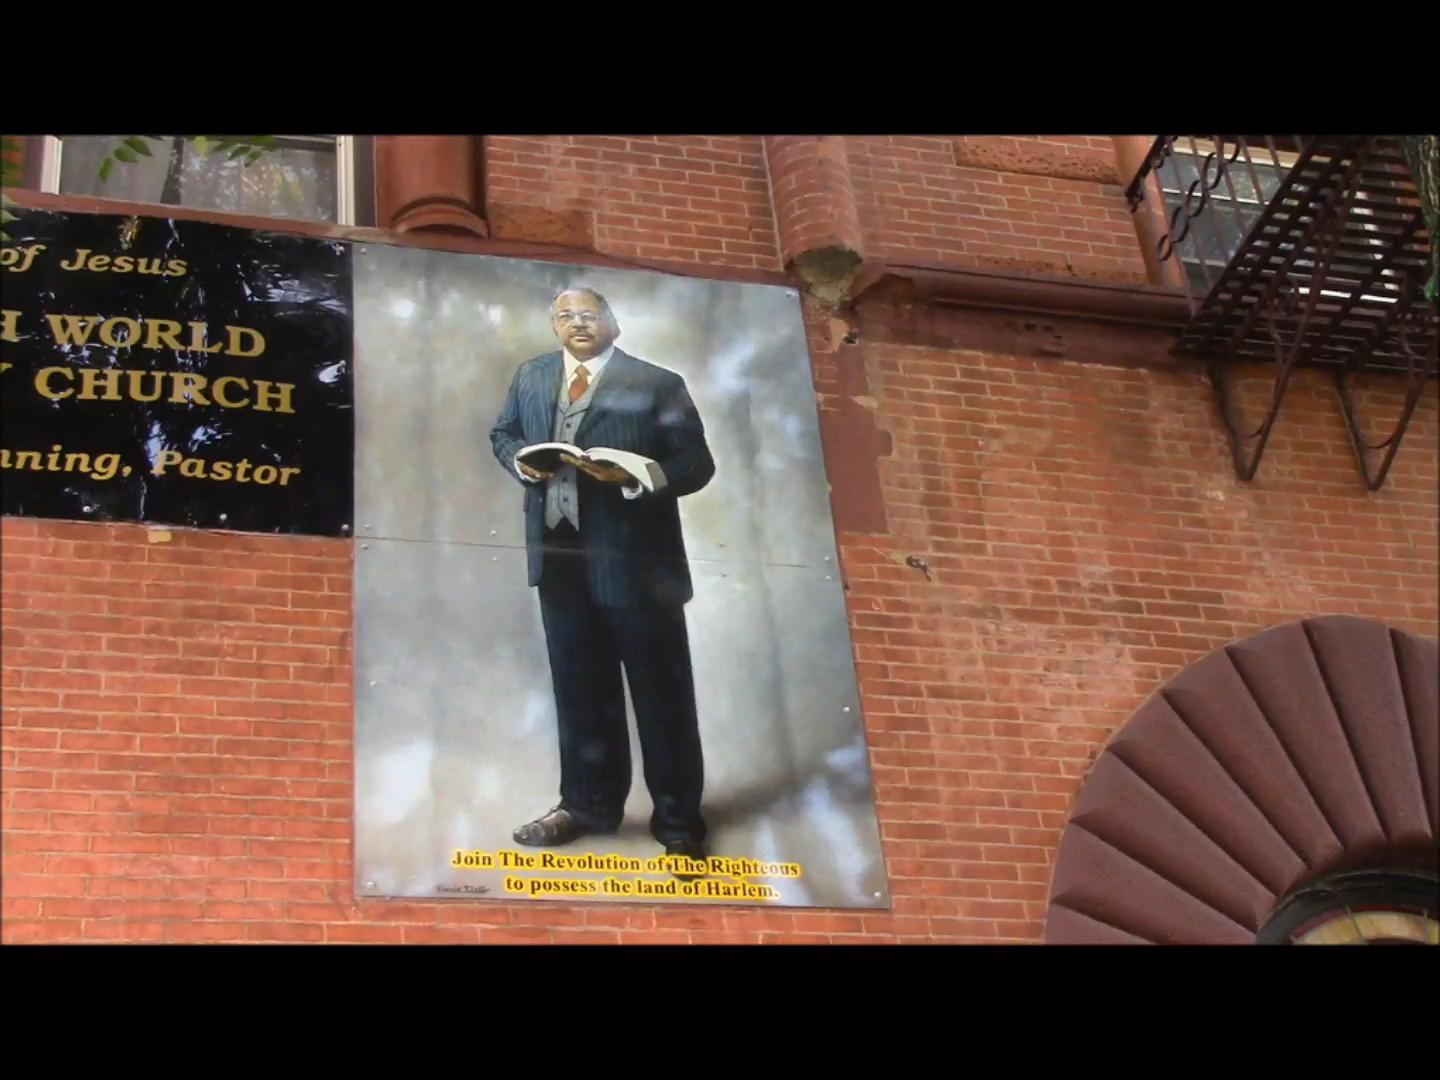 of Jesus
H WORLD
Y CHURCH
nning, Pastor
Join The Revolution of The Righteous
to possess the land of Harlem.